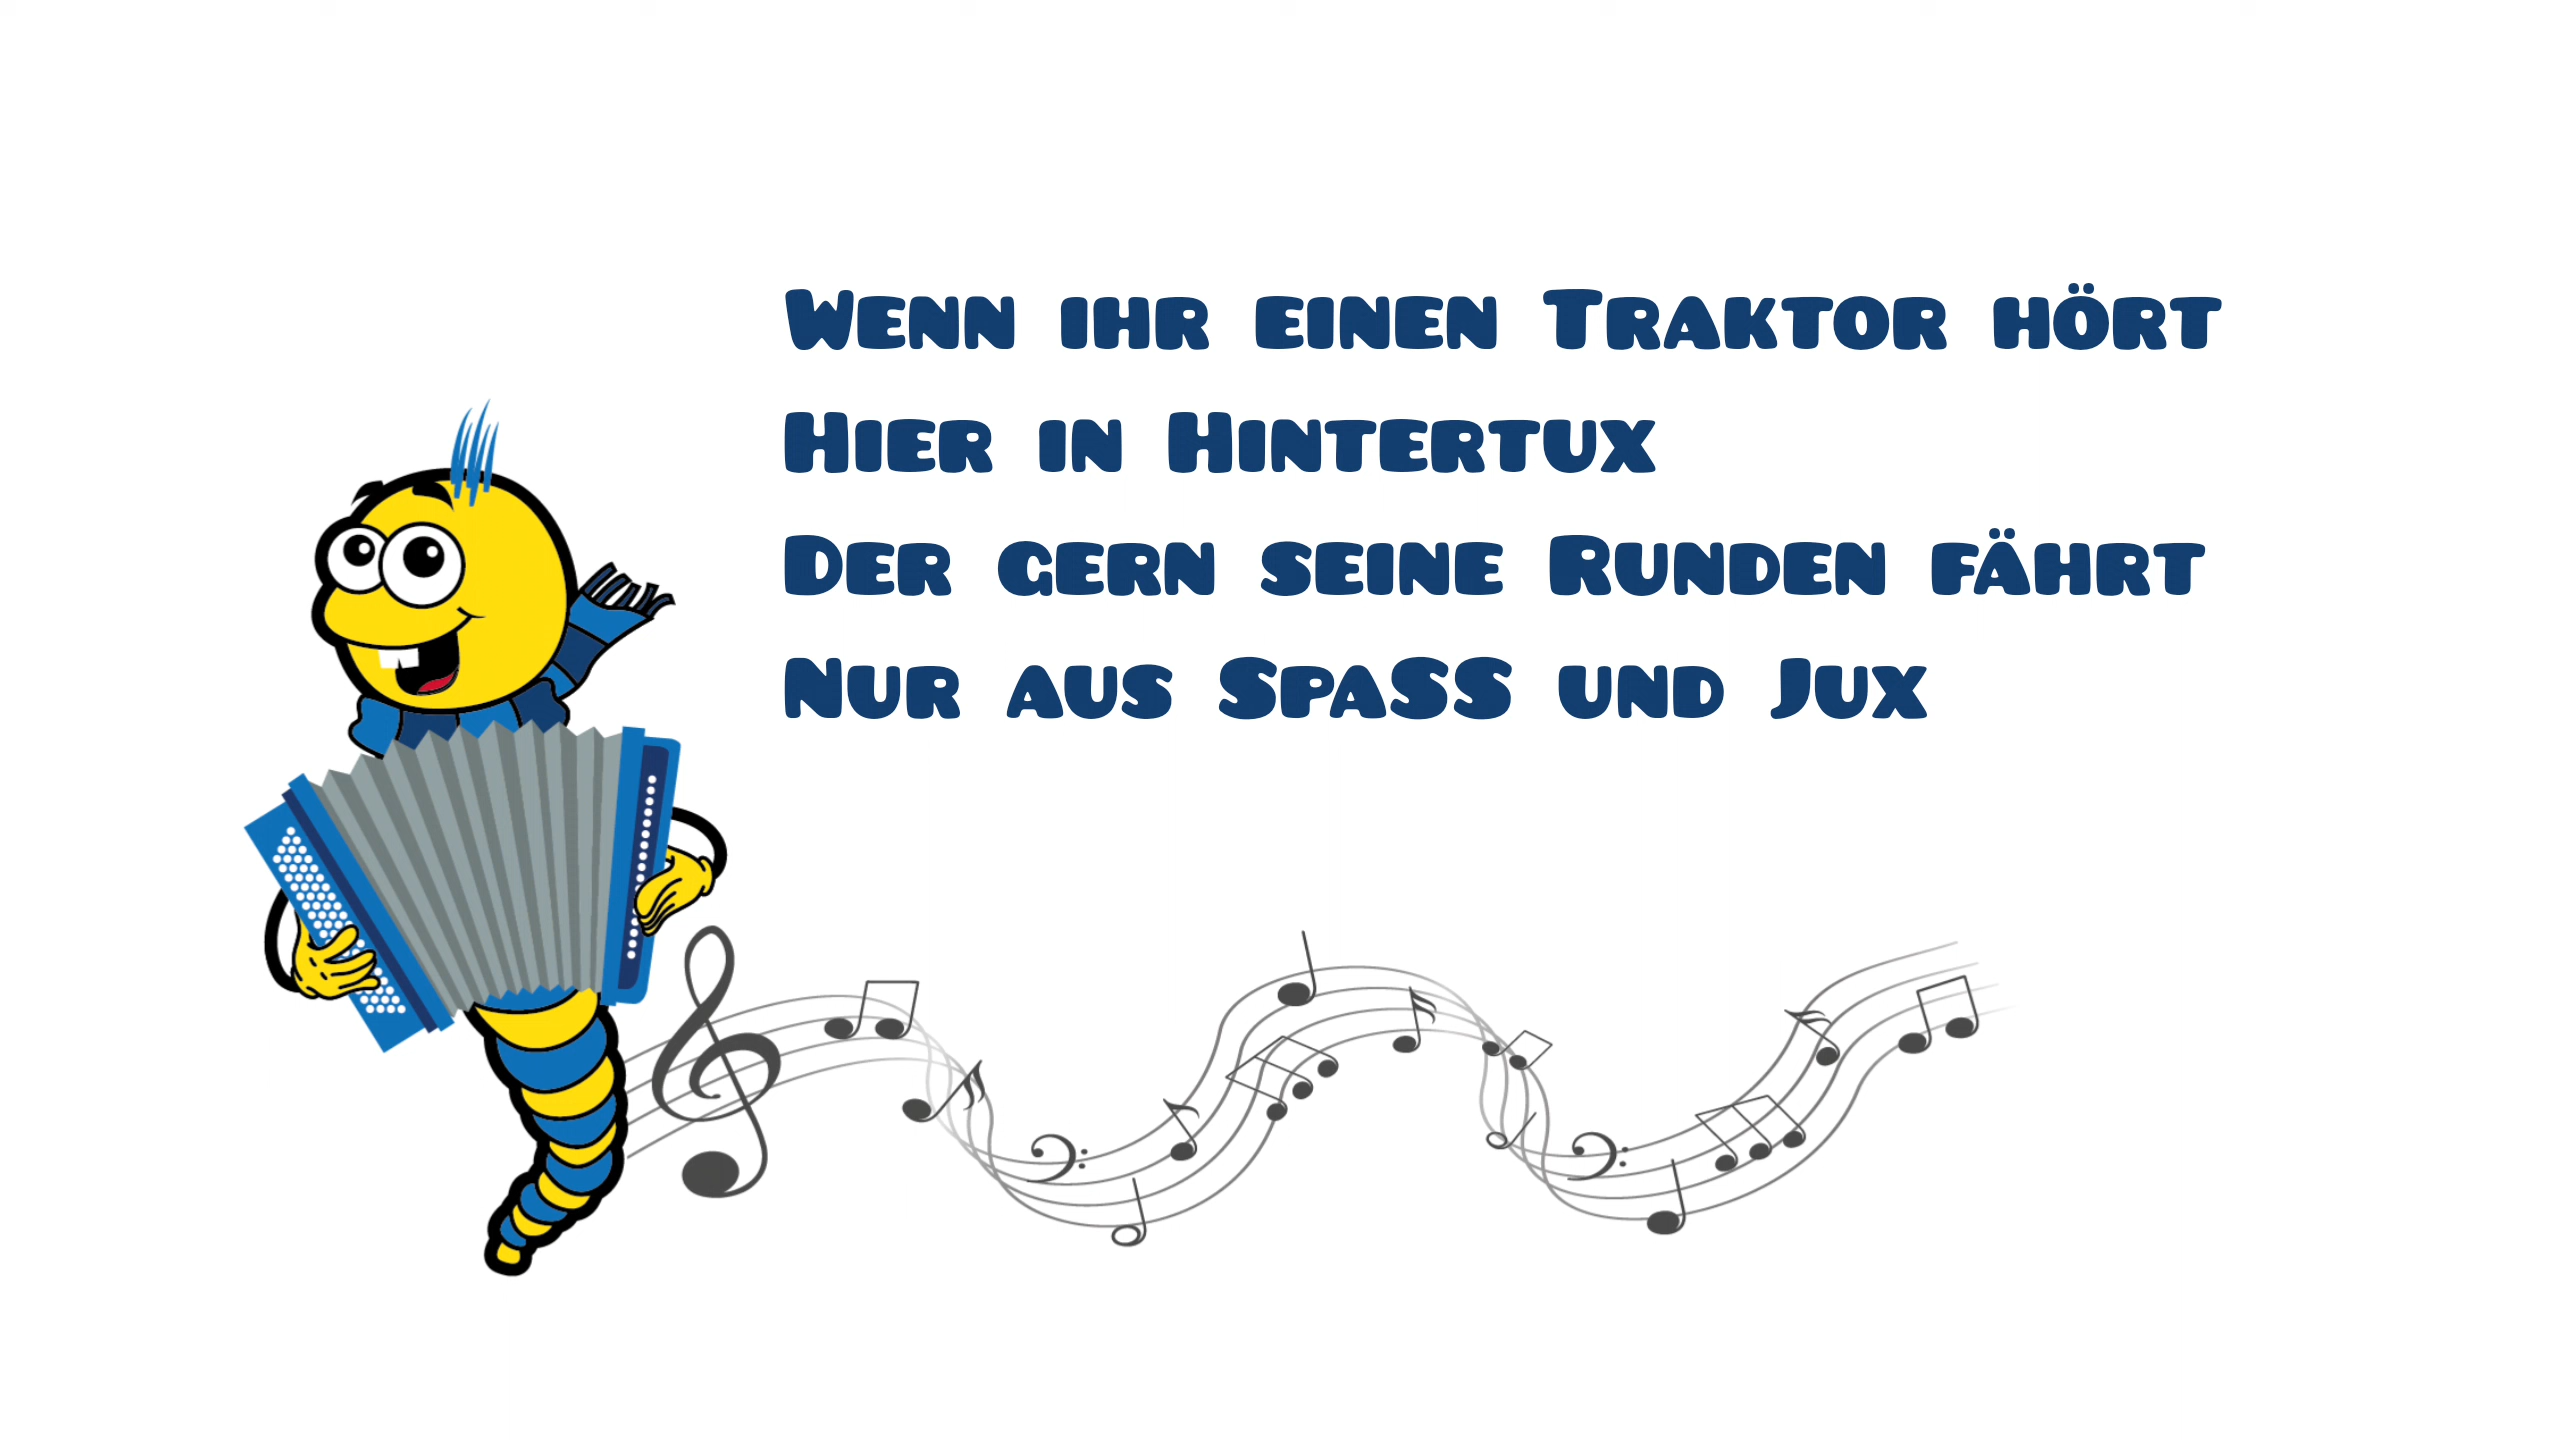 Wenn ihr einen Traktor hört
Hier in Hintertux
Der gern seine Runden fährt
Nur aus SpaSS und Jux